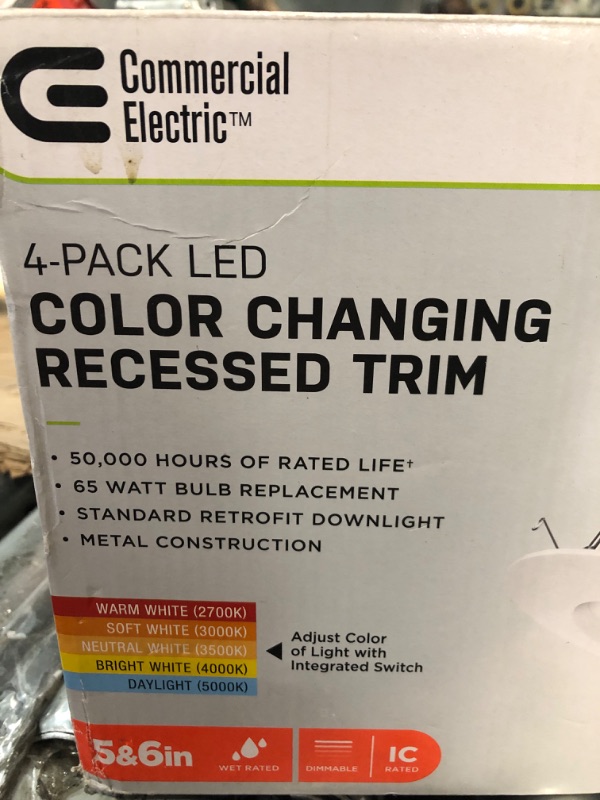 Commercial
Electric™
4-PACK LED
COLOR CHANGING
RECESSED TRIM
• 50,000 HOURS OF RATED LIFE†
• 65 WATT BULB REPLACEMENT
• STANDARD RETROFIT DOWNLIGHT
• METAL CONSTRUCTION
WARM WHITE (2700K)
SOFT WHITE (3000K)
NEUTRAL WHITE (3500K)
BRIGHT WHITE (4000K)
DAYLIGHT (5000K)
Adjust Color
of Light with
Integrated Switch
5&6in
WET RATED
DIMMABLE
IC
RATED